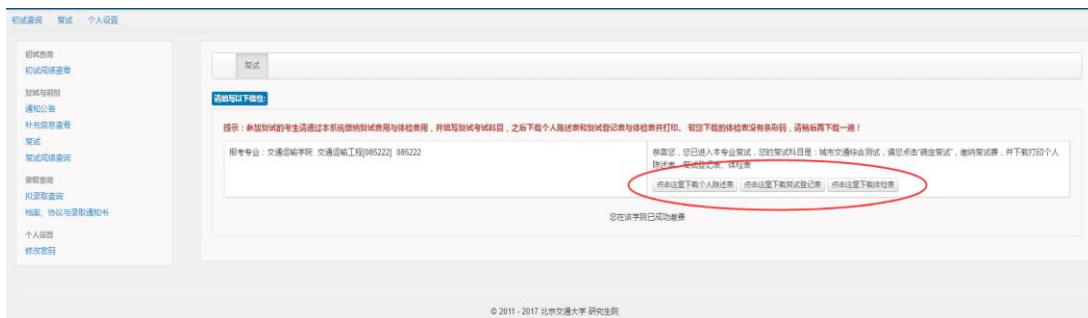 初试查询 复试 个人设置
初试查询
初试成绩查看
复试与调剂
通知公告
补充信息查看
复试
复试成绩查询
录取查询
拟录取查询
档案、协议与录取通知书
个人设置
修改密码
复试
请填写以下信息:
提示:参加复试的考生请通过本系统缴纳复试费用与体检费用,并填写复试考试科目,之后下载个人陈述表和复试登记表与体检表并打印。 若您下载的体检表没有条形码,请稍后再下载一遍!
报考专业:交通运输学院 交通运输工程[085222] 085222
恭喜您,您已进入本专业复试,您的复试科目是:城市交通综合测试,请您点击"确定复试",缴纳复试费,并下载打印个人
陈述表、复试登记表、体检表
点击这里下载个人陈述表 点击这里下载复试登记表 点击这里下载体检表
您在该学院已成功缴费
© 2011 - 2017 北京交通大学 研究生院